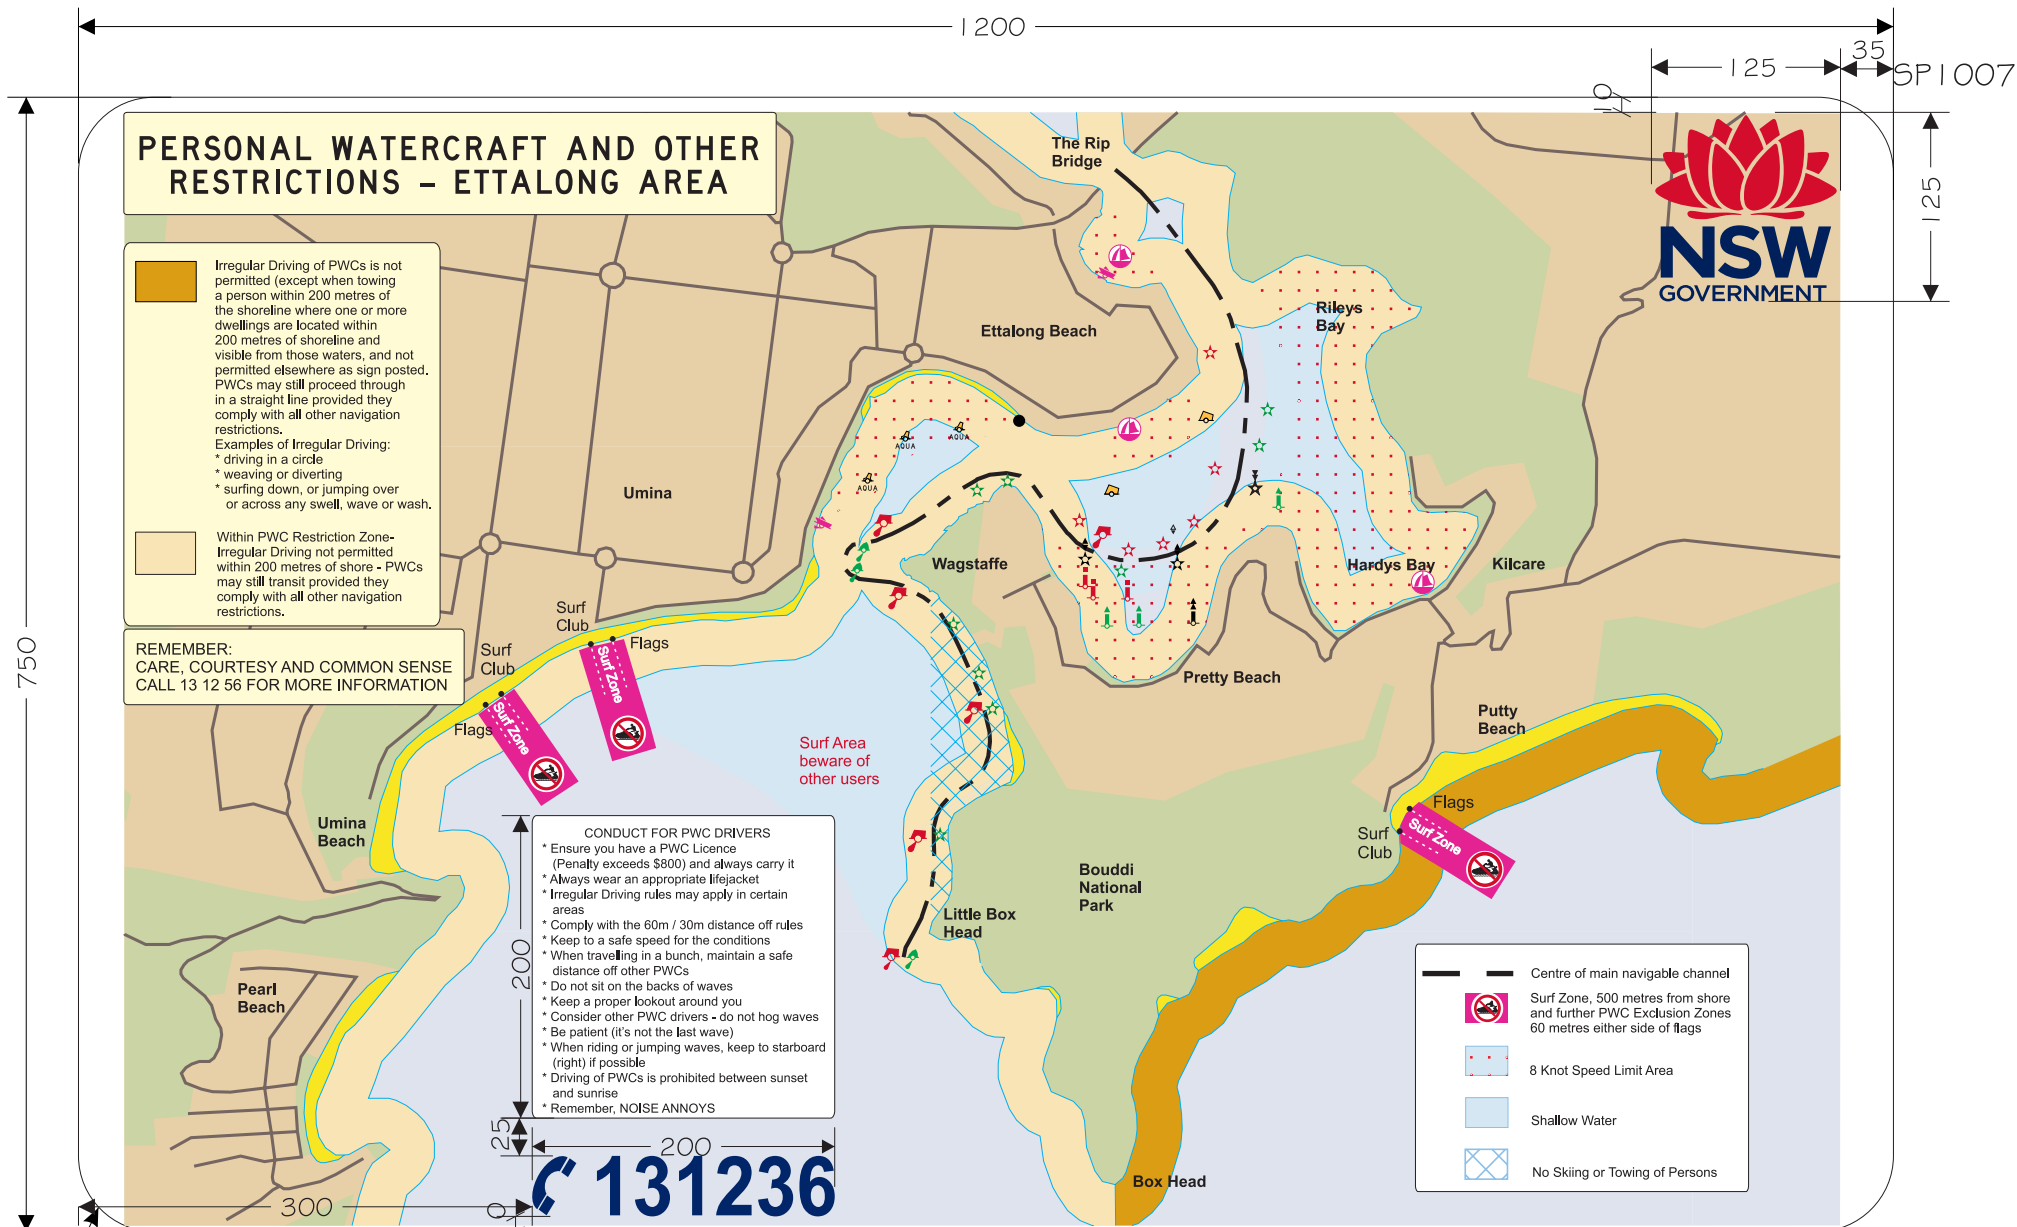 1200
125
35
SP1007
10
125
750
PERSONAL WATERCRAFT AND OTHER
RESTRICTIONS – ETTALONG AREA
Irregular Driving of PWCs is not
permitted (except when towing
a person within 200 metres of
the shoreline where one or more
dwellings are located within
200 metres of shoreline and
visible from those waters, and not
permitted elsewhere as sign posted.
PWCs may still proceed through
in a straight line provided they
comply with all other navigation
restrictions.
Examples of Irregular Driving:
* driving in a circle
* weaving or diverting
* surfing down, or jumping over
or across any swell, wave or wash.
Within PWC Restriction Zone-
Irregular Driving not permitted
within 200 metres of shore - PWCs
may still transit provided they
comply with all other navigation
restrictions.
REMEMBER:
CARE, COURTESY AND COMMON SENSE
CALL 13 12 56 FOR MORE INFORMATION
NSW
GOVERNMENT
The Rip
Bridge
Rileys
Bay
Ettalong Beach
AQUA
AQUA
AQUA
Umina
Wagstaffe
Hardys Bay
Kilcare
Surf
Club
Flags
Surf Zone
Surf
Club
Flags
Surf Zone
Pretty Beach
Putty
Beach
Surf Area
beware of
other users
Flags
Surf
Club
Surf Zone
Umina
Beach
Bouddi
National
Park
Little Box
Head
Pearl
Beach
Box Head
CONDUCT FOR PWC DRIVERS
* Ensure you have a PWC Licence
(Penalty exceeds $800) and always carry it
* Always wear an appropriate lifejacket
* Irregular Driving rules may apply in certain
areas
* Comply with the 60m / 30m distance off rules
* Keep to a safe speed for the conditions
* When travelling in a bunch, maintain a safe
distance off other PWCs
* Do not sit on the backs of waves
* Keep a proper lookout around you
* Consider other PWC drivers - do not hog waves
* Be patient (it's not the last wave)
* When riding or jumping waves, keep to starboard
(right) if possible
* Driving of PWCs is prohibited between sunset
and sunrise
* Remember, NOISE ANNOYS
200
25
200
131236
300
Centre of main navigable channel
Surf Zone, 500 metres from shore
and further PWC Exclusion Zones
60 metres either side of flags
8 Knot Speed Limit Area
Shallow Water
No Skiing or Towing of Persons